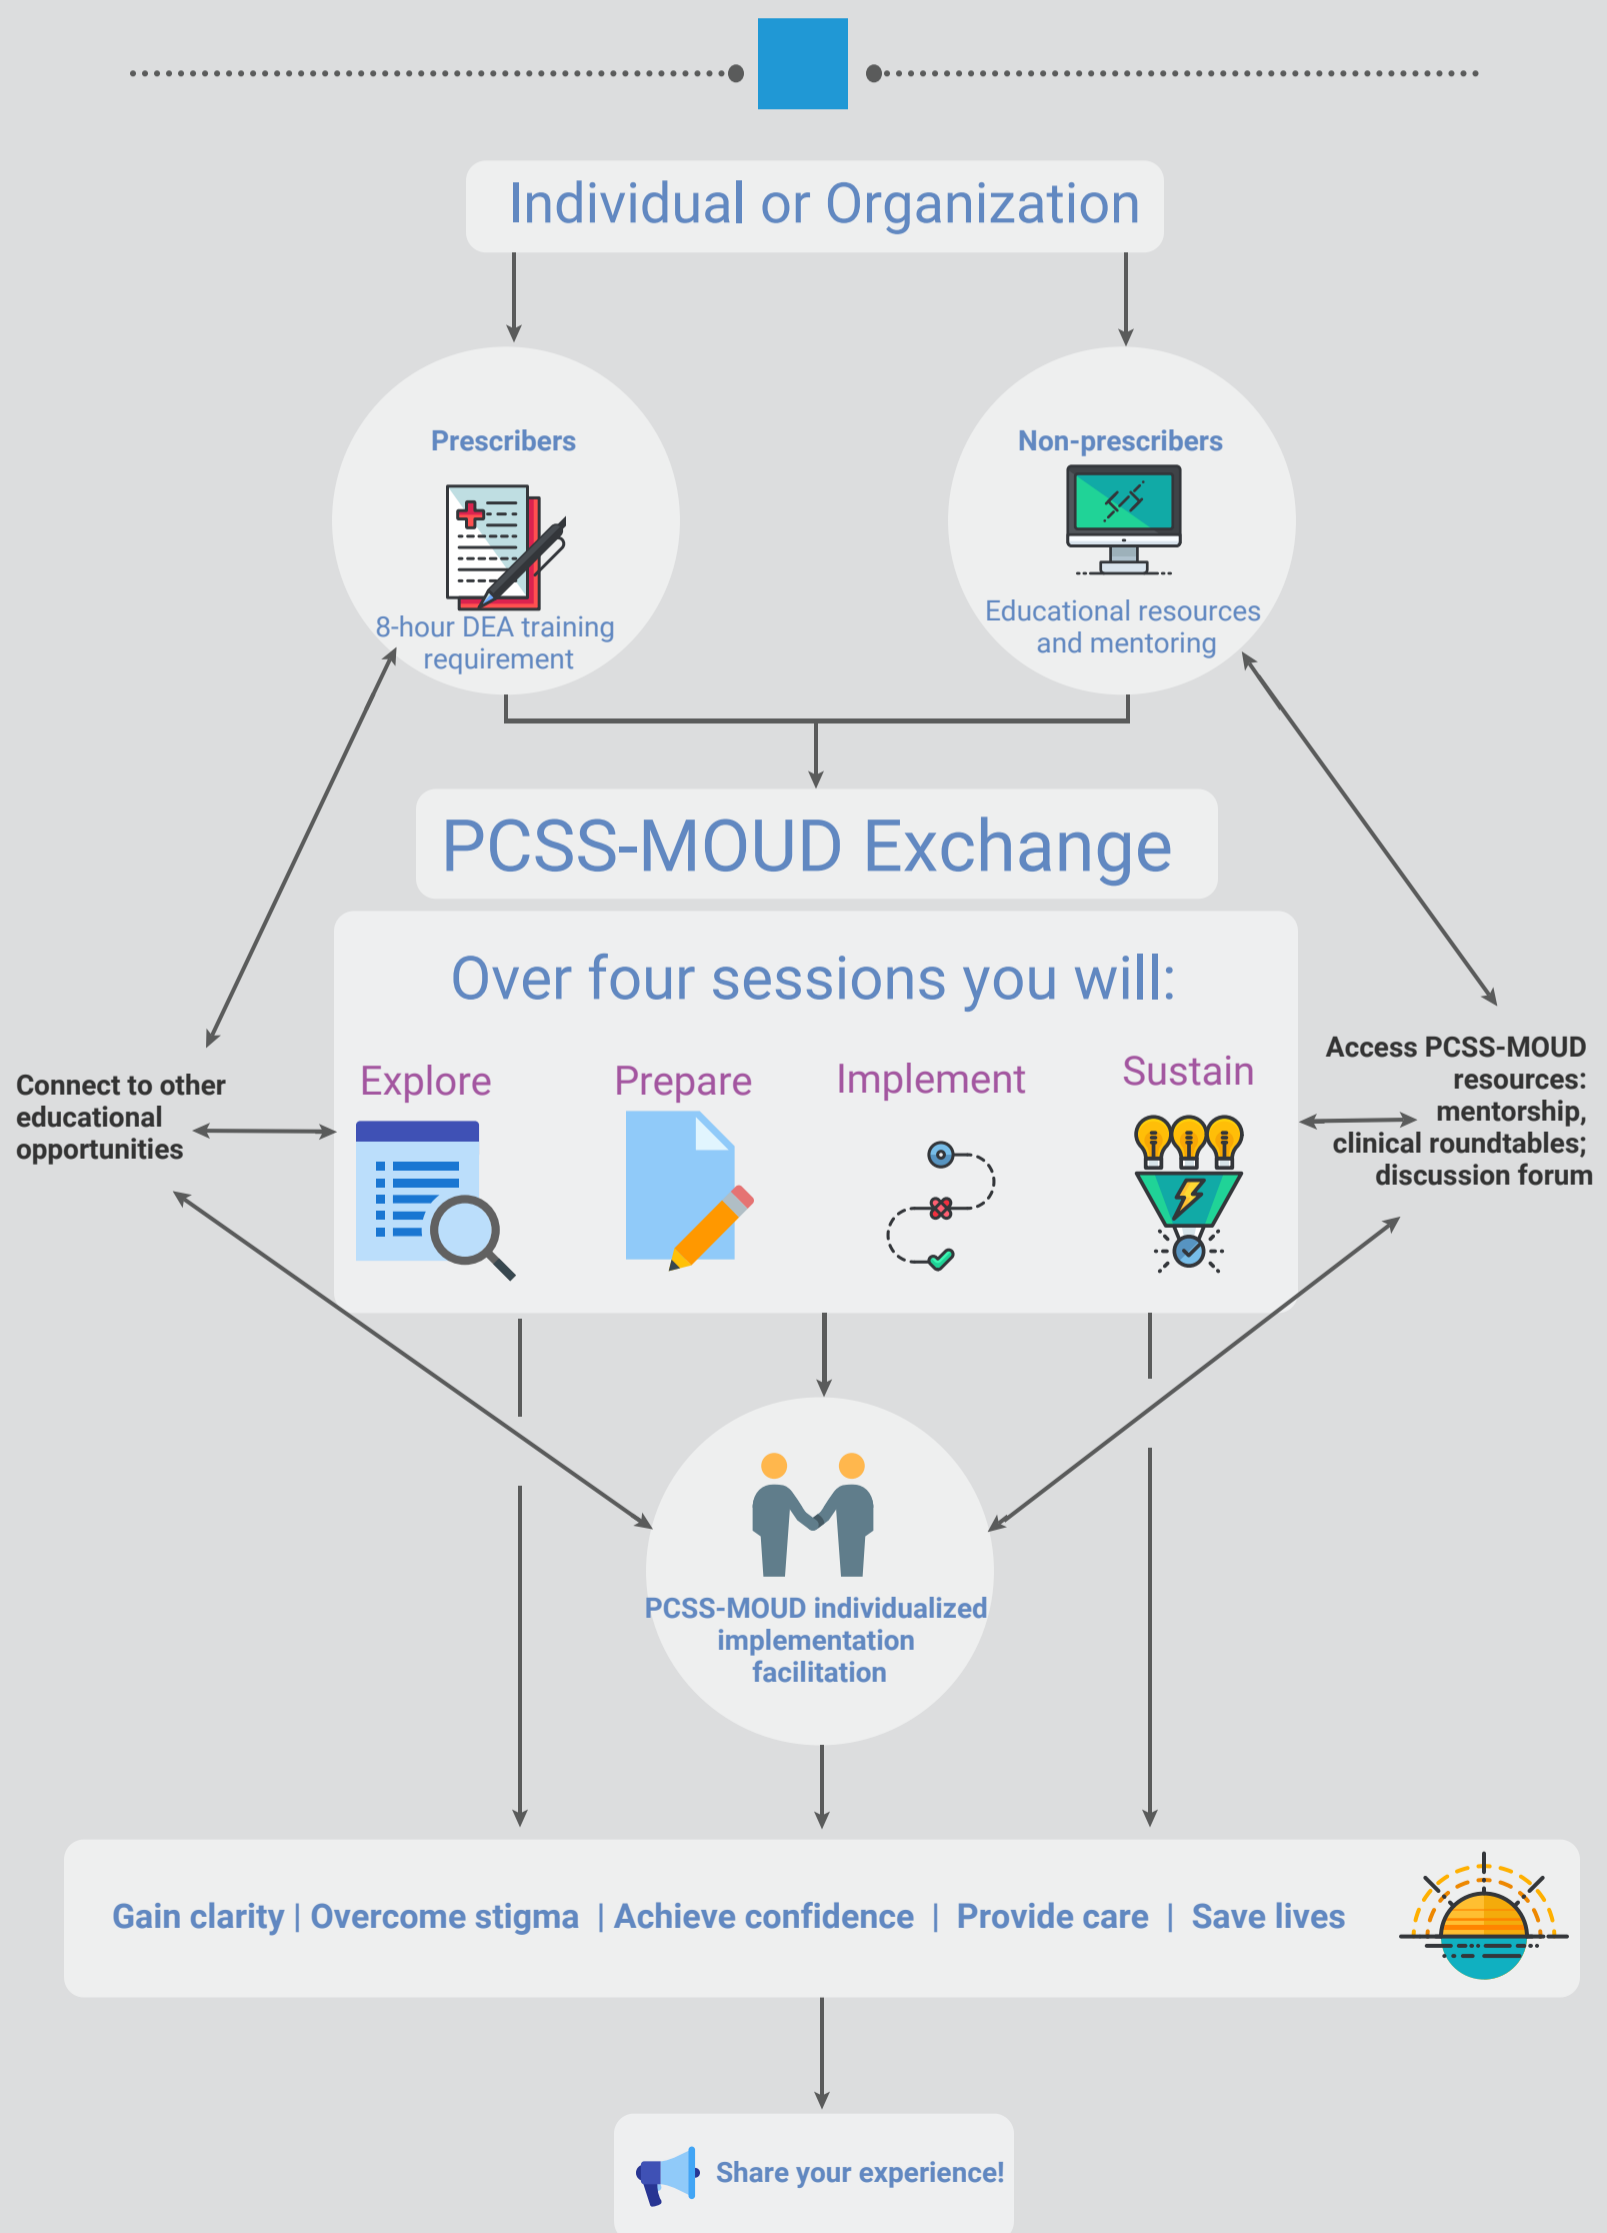 Individual or Organization
Prescribers
8-hour DEA training
requirement
Non-prescribers
Educational resources
and mentoring
PCSS-MOUD Exchange
Over four sessions you will:
Explore
Prepare
Implement
Sustain
Connect to other
educational
opportunities
Access PCSS-MOUD
resources:
mentorship,
clinical roundtables;
discussion forum
PCSS-MOUD individualized
implementation
facilitation
Gain clarity | Overcome stigma | Achieve confidence | Provide care | Save lives
Share your experience!